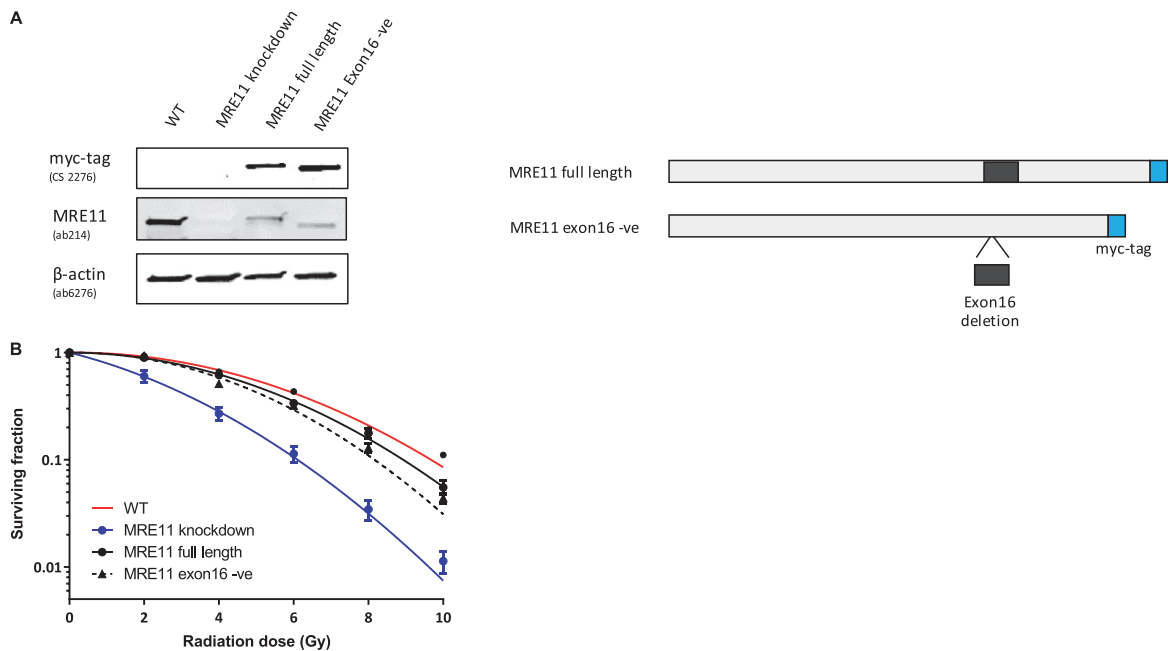 A
WT
MRE11 knockdown
MRE11 full length
MRE11 Exon16 -ve
myc-tag
(CS 2276)
MRE11
(ab214)
β-actin
(ab6276)
MRE11 full length
MRE11 exon16 -ve
myc-tag
Exon16
deletion
B
Surviving fraction
1
0.1
0.01
WT
MRE11 knockdown
MRE11 full length
MRE11 exon16 -ve
0 2 4 6 8 10
Radiation dose (Gy)